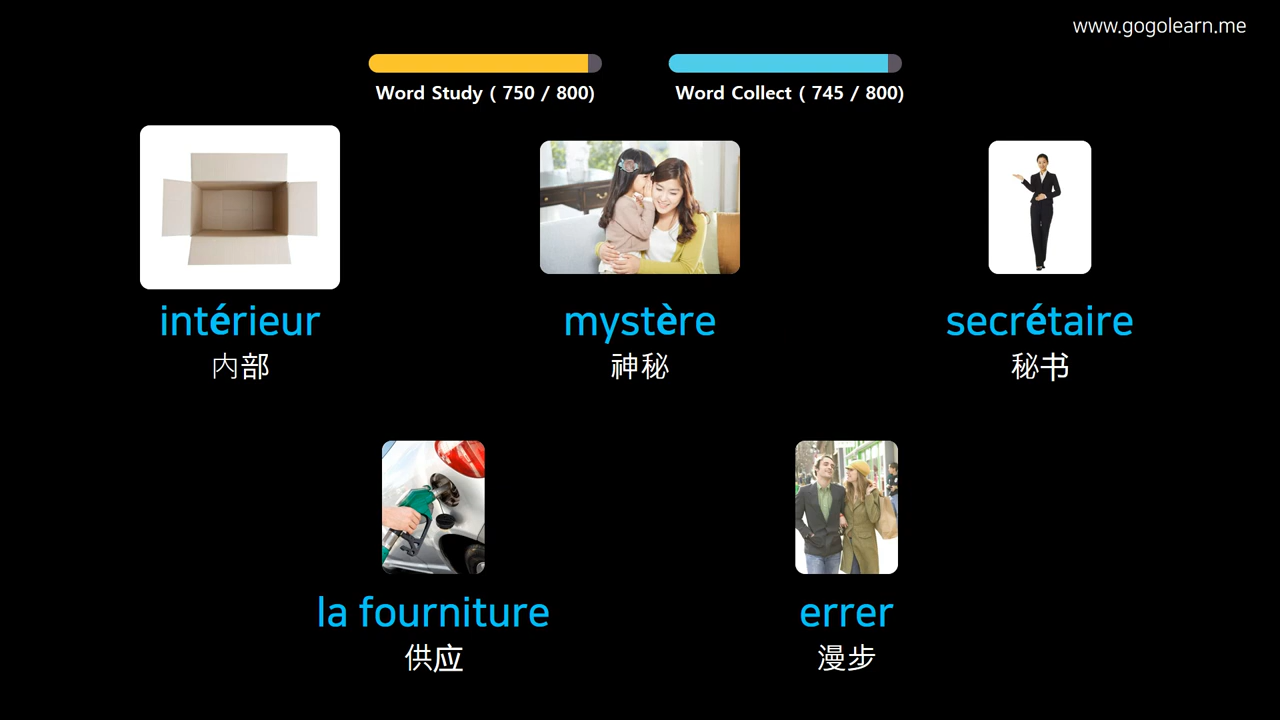 www.gogolearn.me
Word Study ( 750 / 800)
Word Collect ( 745 / 800)
intérieur
内部
mystère
神秘
secrétaire
秘书
la fourniture
供应
errer
漫步